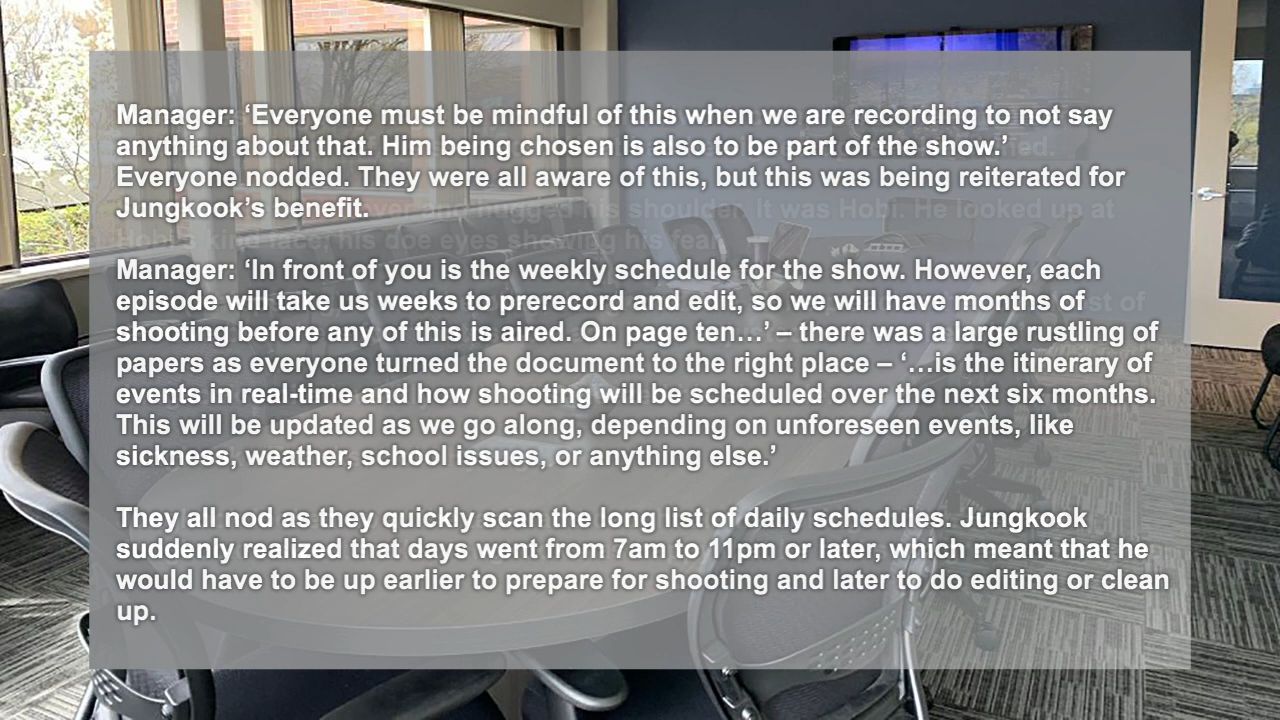 Manager: ‘Everyone must be mindful of this when we are recording to not say
anything about that. Him being chosen is also to be part of the show.’
Everyone nodded. They were all aware of this, but this was being reiterated for
Jungkook’s benefit.
Manager: ‘In front of you is the weekly schedule for the show. However, each
episode will take us weeks to prerecord and edit, so we will have months of
shooting before any of this is aired. On page ten…’ – there was a large rustling of
papers as everyone turned the document to the right place – ‘…is the itinerary of
events in real-time and how shooting will be scheduled over the next six months.
This will be updated as we go along, depending on unforeseen events, like
sickness, weather, school issues, or anything else.’
They all nod as they quickly scan the long list of daily schedules. Jungkook
suddenly realized that days went from 7am to 11pm or later, which meant that he
would have to be up earlier to prepare for shooting and later to do editing or clean
up.